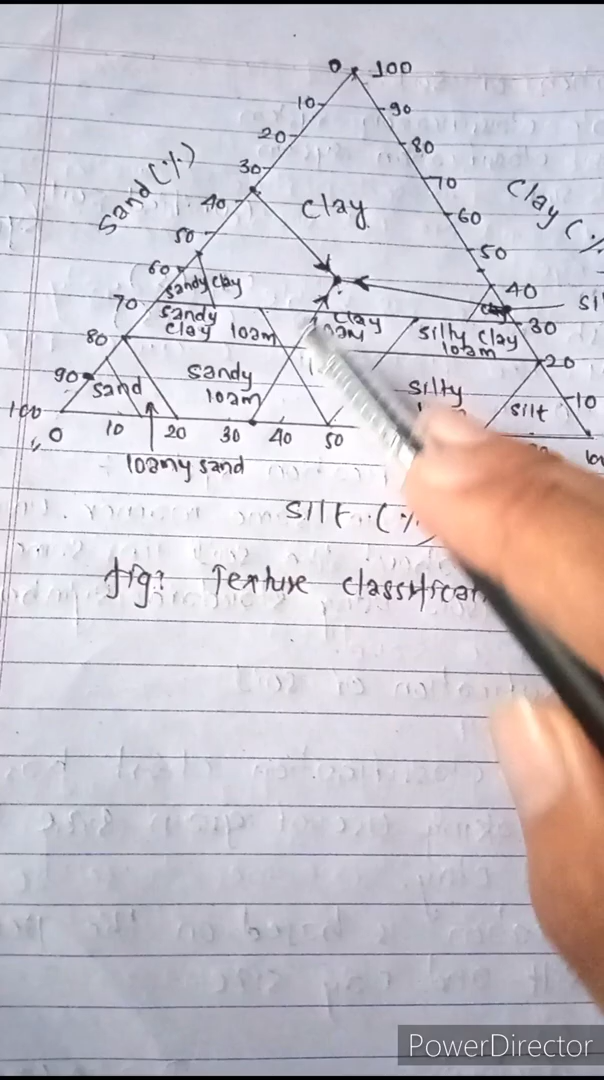 0 100
10 90
20 80
30 70
Sand (%)
Clay (%
40 clay 60
50 50
60 sandy clay 40
70 sandy clay loam clay loam silty clay loam 30
80 20
90 sand sandy loam silty silt 10
100
0 10 20 30 40 50
loamy sand
silt (%
fig: Texture classificat
PowerDirector